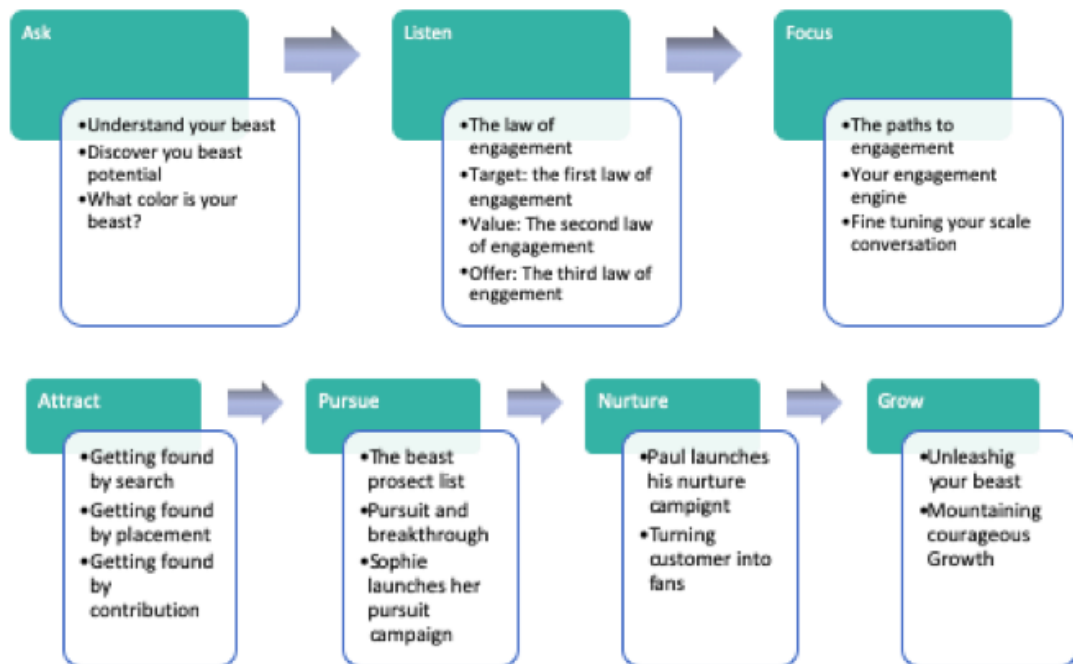 Ask
•Understand your beast
•Discover you beast
potential
•What color is your
beast?
Listen
•The law of
engagement
•Target: the first law of
engagement
•Value: The second law
of engagement
•Offer: The third law of
enggement
Focus
•The paths to
engagement
•Your engagement
engine
•Fine tuning your scale
conversation
Attract
•Getting found
by search
•Getting found
by placement
•Getting found
by
contribution
Pursue
•The beast
prosect list
•Pursuit and
breakthrough
•Sophie
launches her
pursuit
campaign
Nurture
•Paul launches
his nurture
campignt
•Turning
customer into
fans
Grow
•Unleashig
your beast
•Mountaining
courageous
Growth